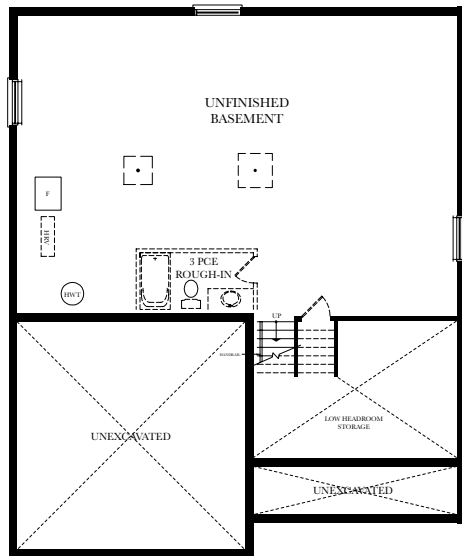 UNFINISHED
BASEMENT
F
HRV
3 PCE
ROUGH-IN
HWT
UP
UNEXCAVATED
LOW HEADROOM
STORAGE
UNEXCAVATED